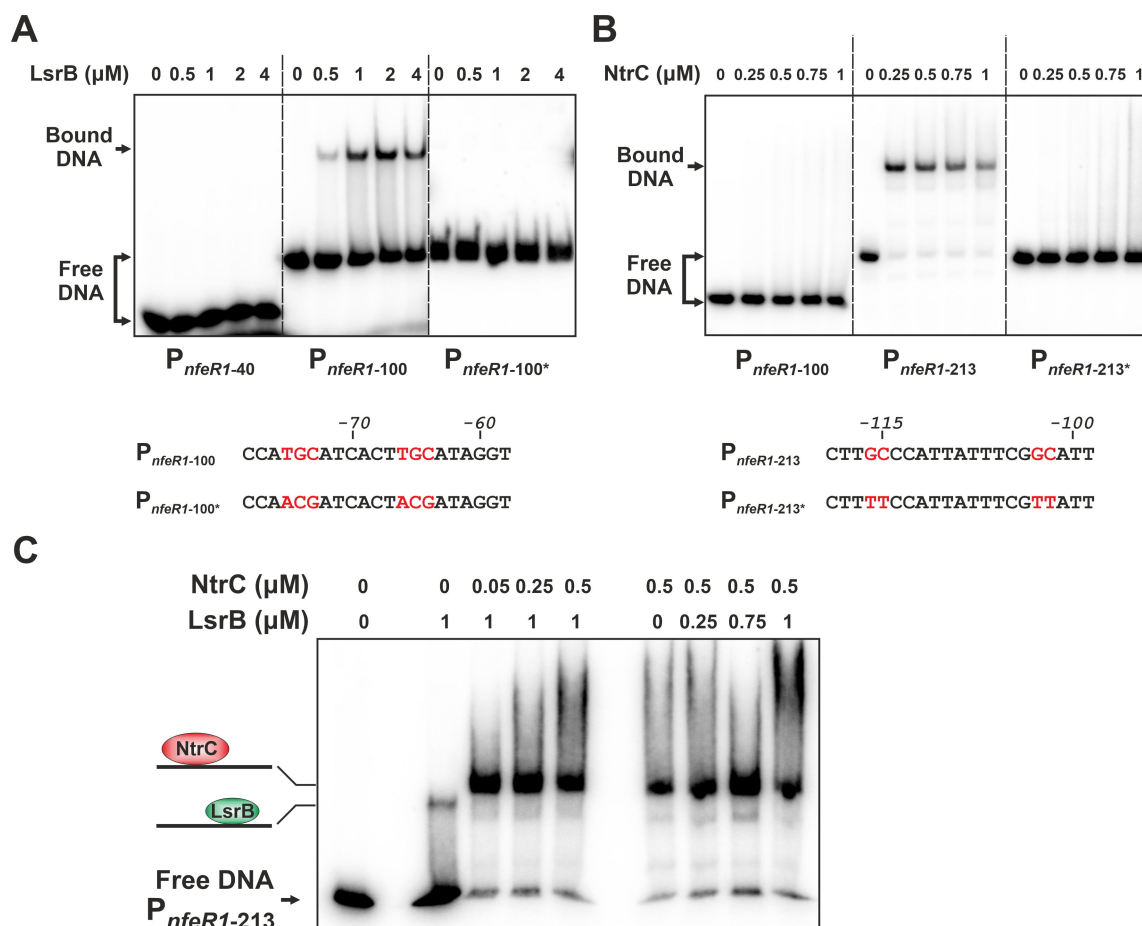 A
LsrB (µM) 0 0.5 1 2 4 0 0.5 1 2 4 0 0.5 1 2 4
Bound
DNA
Free
DNA
PnfeR1-40 PnfeR1-100 PnfeR1-100*
-70 -60
PnfeR1-100 CCATGCATCACTTGCATAGGT
PnfeR1-100* CCAACGATCACTACGATAGGT
B
NtrC (µM) 0 0.25 0.5 0.75 1 0 0.25 0.5 0.75 1 0 0.25 0.5 0.75 1
Bound
DNA
Free
DNA
PnfeR1-100 PnfeR1-213 PnfeR1-213*
-115 -100
PnfeR1-213 CTTGCCCATTATTTCGGCATT
PnfeR1-213* CTTTTCCATTATTTCGTTATT
C
NtrC (µM) 0 0 0.05 0.25 0.5 0.5 0.5 0.5 0.5
LsrB (µM) 0 1 1 1 1 0 0.25 0.75 1
NtrC
LsrB
Free DNA
PnfeR1-213